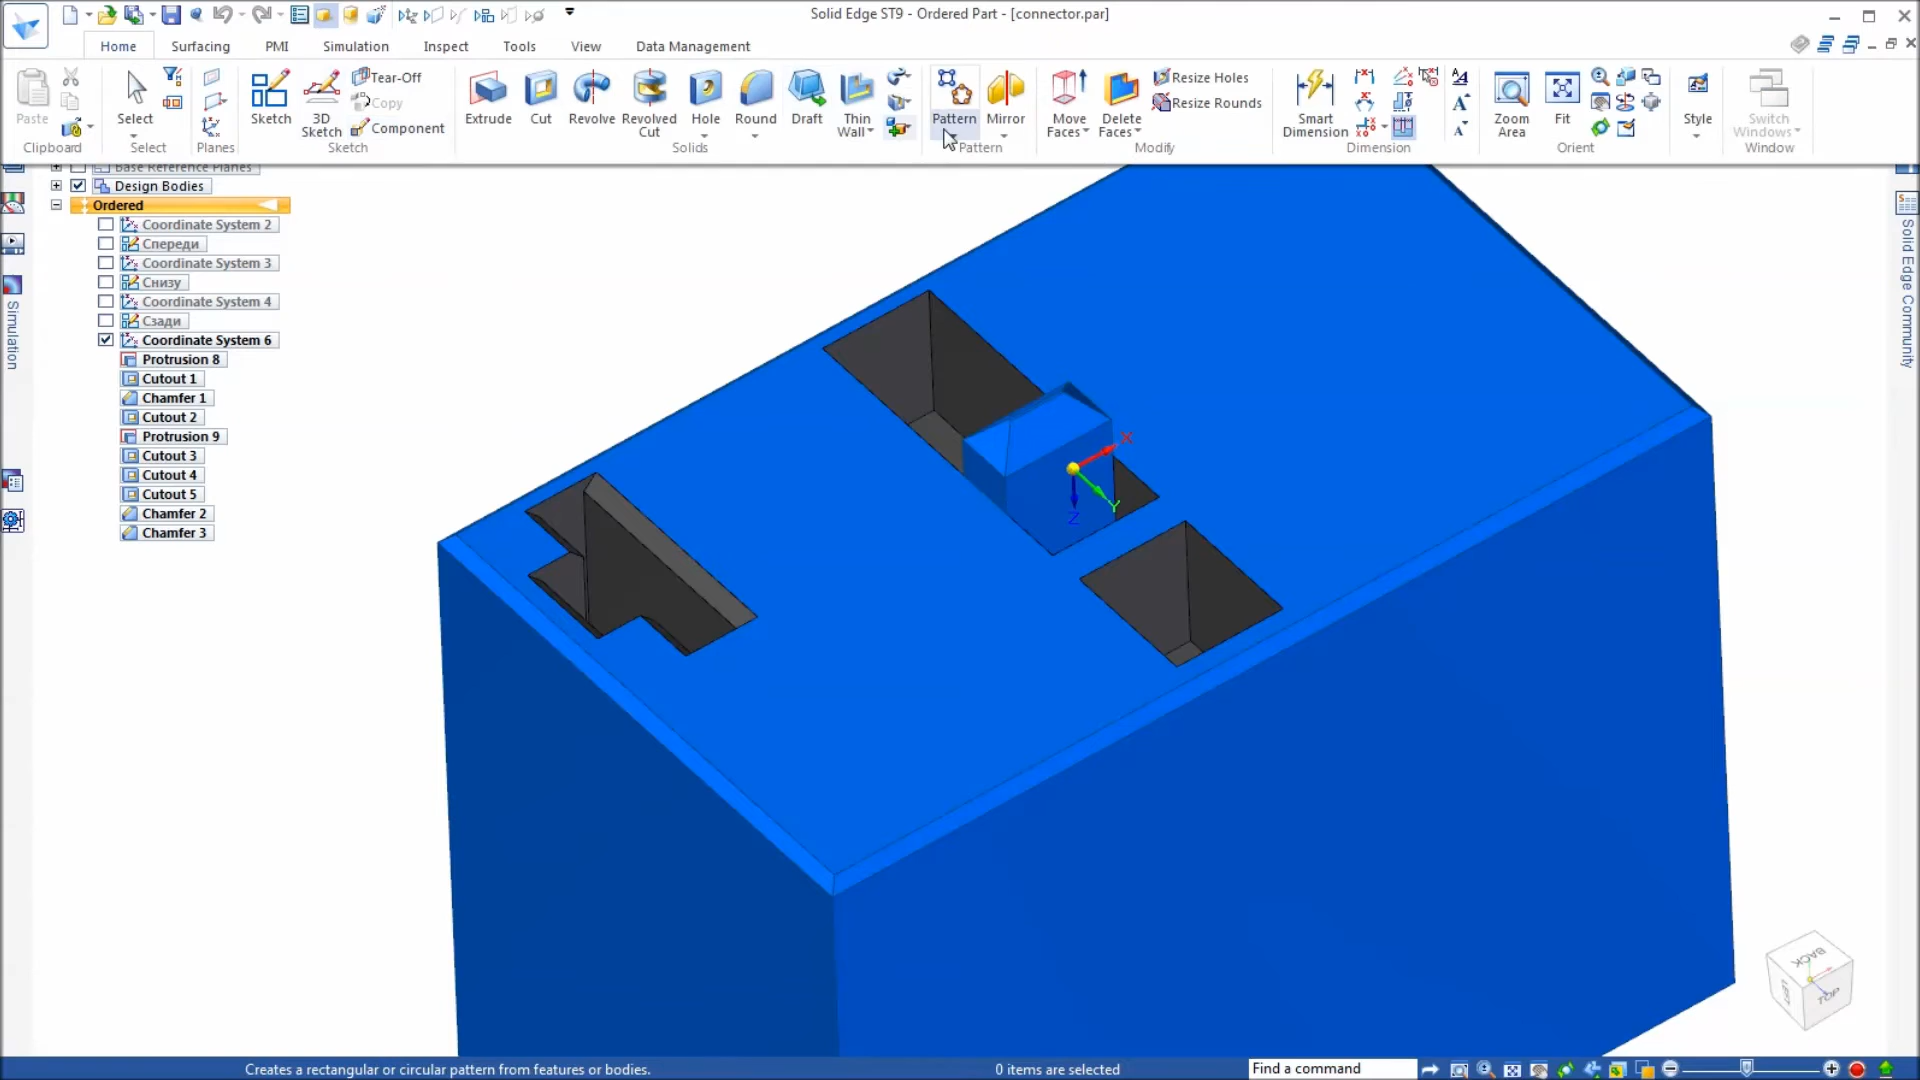 Solid Edge ST9 - Ordered Part - [connector.par]
Home
Surfacing
PMI
Simulation
Inspect
Tools
View
Data Management
Paste
Clipboard
Select
Select
Planes
Sketch
3D
Sketch
Tear-Off
Copy
Component
Sketch
Extrude
Cut
Revolve
Revolved
Cut
Hole
Round
Draft
Thin
Wall
Solids
Pattern
Mirror
Pattern
Move
Faces
Delete
Faces
Resize Holes
Resize Rounds
Modify
Smart
Dimension
Dimension
Zoom
Area
Fit
Orient
Style
Switch
Windows
Window
Base Reference Planes
Design Bodies
Ordered
Coordinate System 2
Спереди
Coordinate System 3
Снизу
Coordinate System 4
Сзади
Coordinate System 6
Protrusion 8
Cutout 1
Chamfer 1
Cutout 2
Protrusion 9
Cutout 3
Cutout 4
Cutout 5
Chamfer 2
Chamfer 3
Simulation
Solid Edge Community
X
Y
Z
BACK
LEFT
TOP
Creates a rectangular or circular pattern from features or bodies.
0 items are selected
Find a command